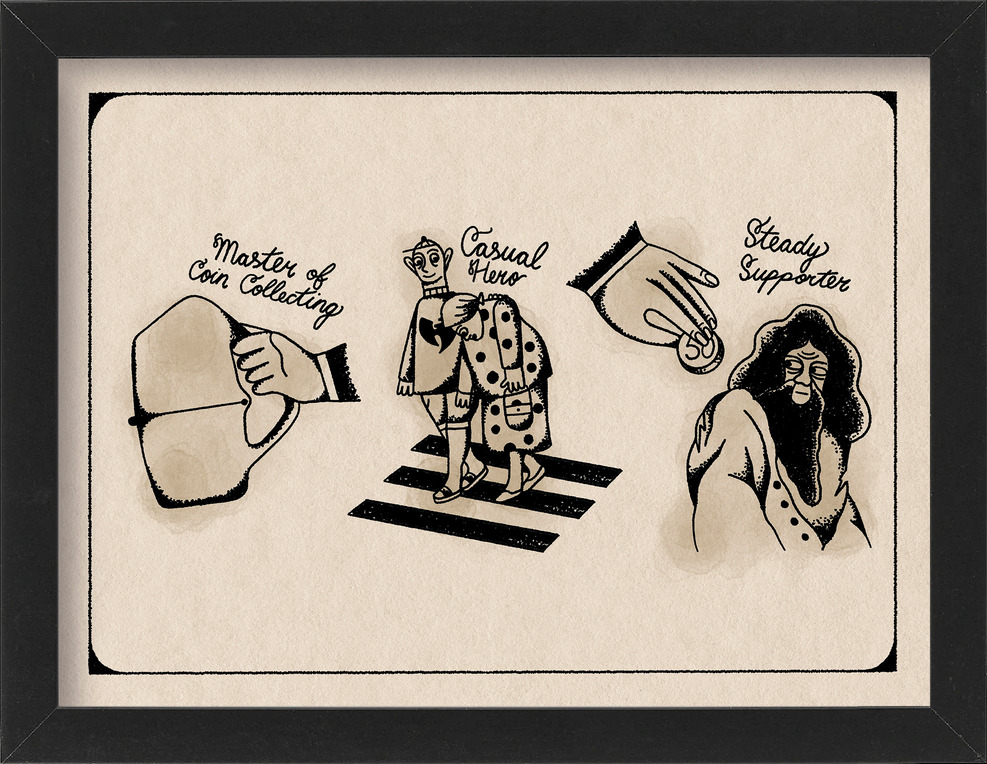 Master of
Coin Collecting
Casual
Hero
50
Steady
Supporter